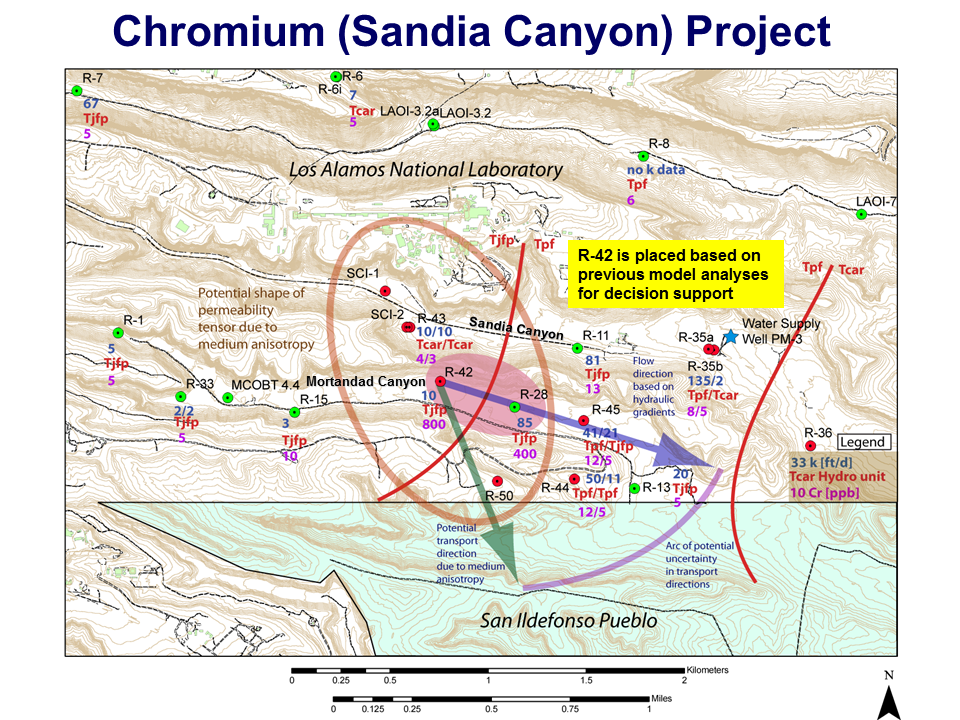 Chromium (Sandia Canyon) Project
R-7
67
Tjfp
5
R-6
R-6i
7
Tcar
5
LAOI-3.2a
LAOI-3.2
R-8
no k data
Tpf
6
LAOI-7
Los Alamos National Laboratory
Tjfp
Tpf
R-42 is placed based on
previous model analyses
for decision support
Tpf
Tcar
SCI-1
Potential shape of
permeability
tensor due to
medium anisotropy
SCI-2
R-43
10/10
Tcar/Tcar
4/3
Sandia Canyon
R-11
81
Tjfp
13
Water Supply
Well PM-3
R-35a
R-35b
135/2
Tpf/Tcar
8/5
R-1
5
Tjfp
5
Flow
direction
based on
hydraulic
gradients
R-33
2/2
Tjfp
5
MCOBT 4.4
Mortandad Canyon
R-15
3
Tjfp
10
R-42
10
Tjfp
800
R-28
85
Tjfp
400
R-45
41/21
Tpf/Tjfp
12/5
R-36
Legend
33 k [ft/d]
Tcar Hydro unit
10 Cr [ppb]
R-50
R-44
50/11
Tpf/Tpf
12/5
R-13
20
Tjfp
5
Potential
transport
direction
due to medium
anisotropy
Arc of potential
uncertainty
in transport
directions
San Ildefonso Pueblo
Kilometers
0 0.25 0.5 1 1.5 2
Miles
0 0.125 0.25 0.5 0.75 1
N